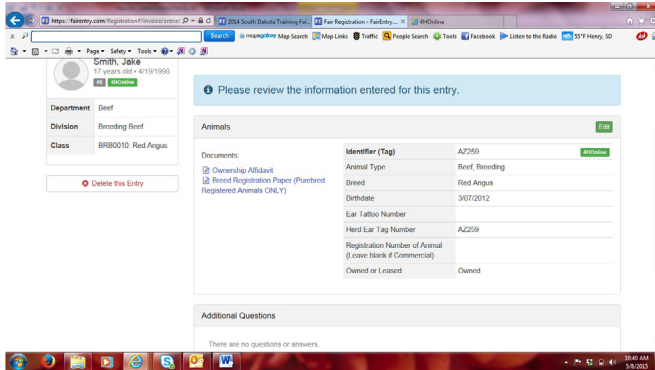 https://fairentry.com/Registration#/invoice/entrie
2014 South Dakota Training Fai...
Fair Registration - FairEntry....
4HOnline
Search
mapsgalaxy Map Search
Map Links
Traffic
People Search
Tools
Facebook
Listen to the Radio
55°F Henry, SD
Page
Safety
Tools
Smith, Jake
17 years old • 4/19/1998
4HOnline
Please review the information entered for this entry.
Department Beef
Division Breeding Beef
Class BRB0010. Red Angus
Delete this Entry
Animals
Edit
Documents:
Ownership Affidavit
Breed Registration Paper (Purebred
Registered Animals ONLY)
Identifier (Tag) AZ259 4HOnline
Animal Type Beef, Breeding
Breed Red Angus
Birthdate 3/07/2012
Ear Tattoo Number
Herd Ear Tag Number AZ259
Registration Number of Animal
(Leave blank if Commercial)
Owned or Leased Owned
Additional Questions
There are no questions or answers.
10:40 AM
5/8/2015